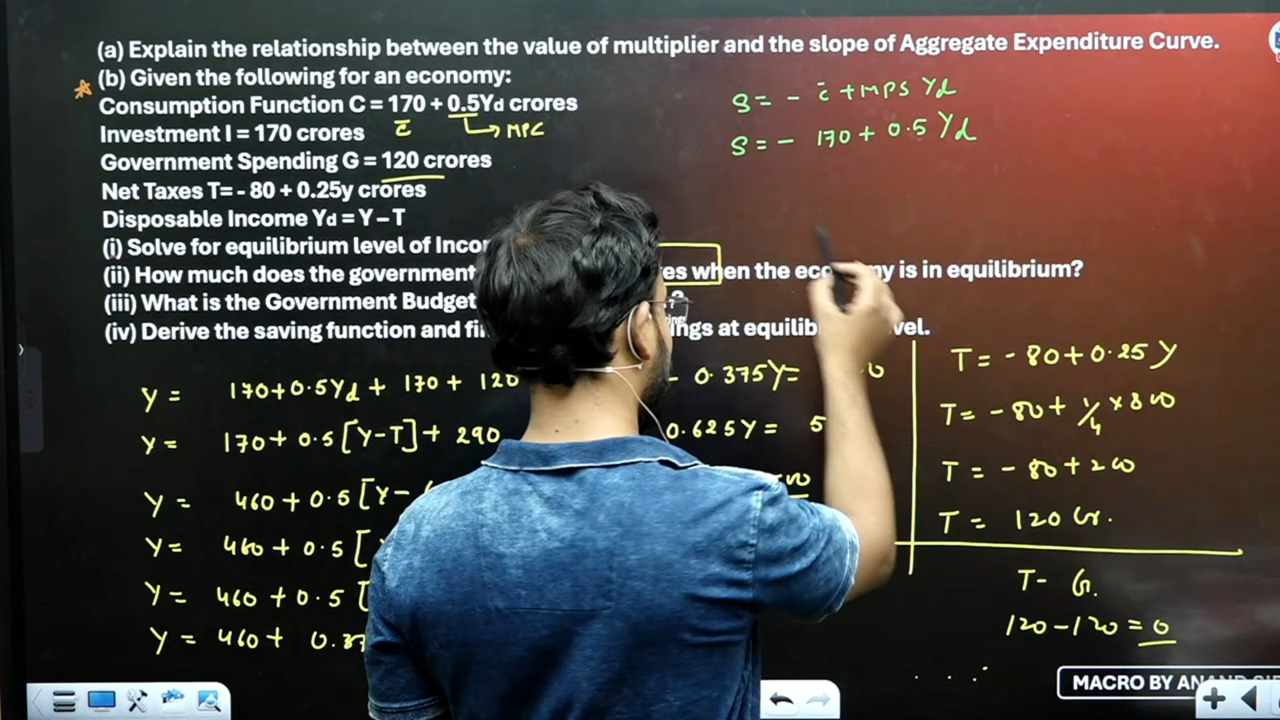 (a) Explain the relationship between the value of multiplier and the slope of Aggregate Expenditure Curve.
(b) Given the following for an economy:
Consumption Function C = 170 + 0.5Yd crores
c̄ → MPC
Investment I = 170 crores
Government Spending G = 120 crores
Net Taxes T= - 80 + 0.25y crores
Disposable Income Yd = Y – T
(i) Solve for equilibrium level of
(ii) How much does the government when the is in equilibrium?
(iii) What is the Government Budget
(iv) Derive the saving function and at
S = - c̄ + MPS Yd
S = - 170 + 0.5 Yd
Y = 170+0.5Yd + 170 + 120
Y = 170+ 0.5 [Y-T] + 290
Y = 460 + 0.5 [Y-
Y = 460 + 0.5 [
Y = 460 + 0.5 [
Y = 460 +
- 0.375Y=
0.625Y =
T = -80+0.25 Y
T = -80+ 1/4 × 800
T = -80+200
T = 120 Cr.
T- G.
120-120 = 0
MACRO BY